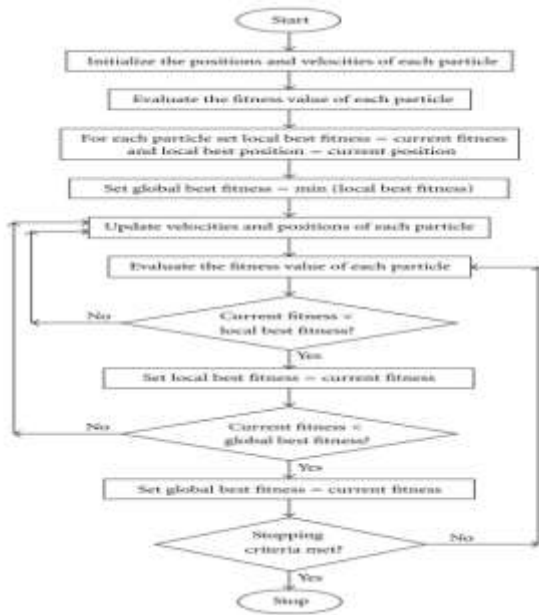 Start
Initialize the positions and velocities of each particle
Evaluate the fitness value of each particle
For each particle set local best fitness = current fitness
and local best position = current position
Set global best fitness = min (local best fitness)
Update velocities and positions of each particle
Evaluate the fitness value of each particle
No
Current fitness <
local best fitness?
Yes
Set local best fitness = current fitness
No
Current fitness <
global best fitness?
Yes
Set global best fitness = current fitness
Stopping
criteria met?
No
Yes
Stop